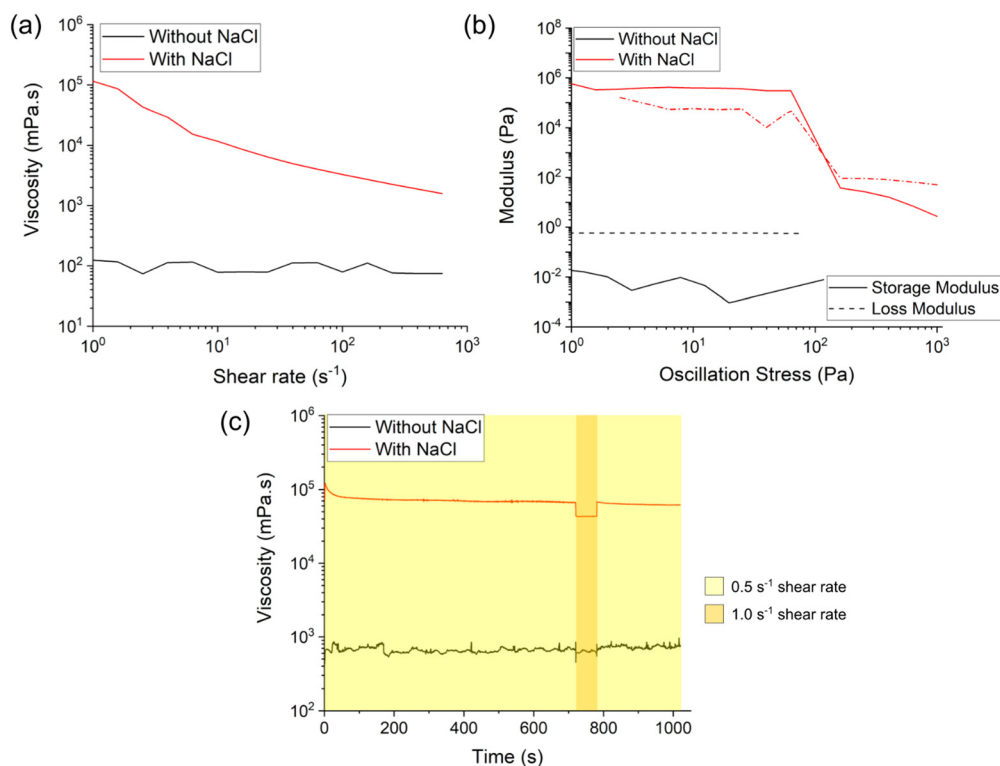 (a)
Without NaCl
With NaCl
10^6
10^5
10^4
10^3
10^2
10^1
Viscosity (mPa.s)
10^0
10^1
10^2
10^3
Shear rate (s^-1)
(b)
Without NaCl
With NaCl
10^8
10^6
10^4
10^2
10^0
10^-2
10^-4
Modulus (Pa)
Storage Modulus
Loss Modulus
10^0
10^1
10^2
10^3
Oscillation Stress (Pa)
(c)
Without NaCl
With NaCl
10^6
10^5
10^4
10^3
10^2
Viscosity (mPa.s)
0
200
400
600
800
1000
Time (s)
0.5 s^-1 shear rate
1.0 s^-1 shear rate